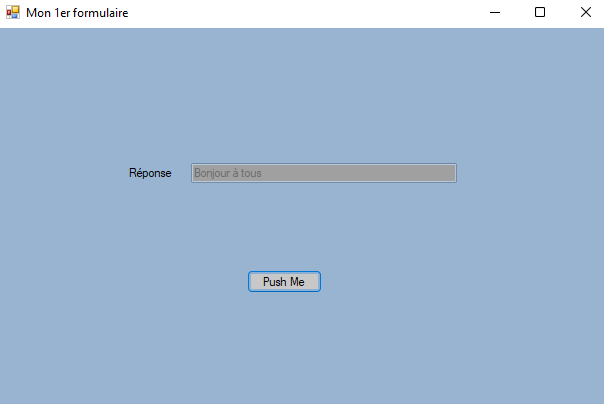 Mon 1er formulaire
Réponse Bonjour à tous
Push Me